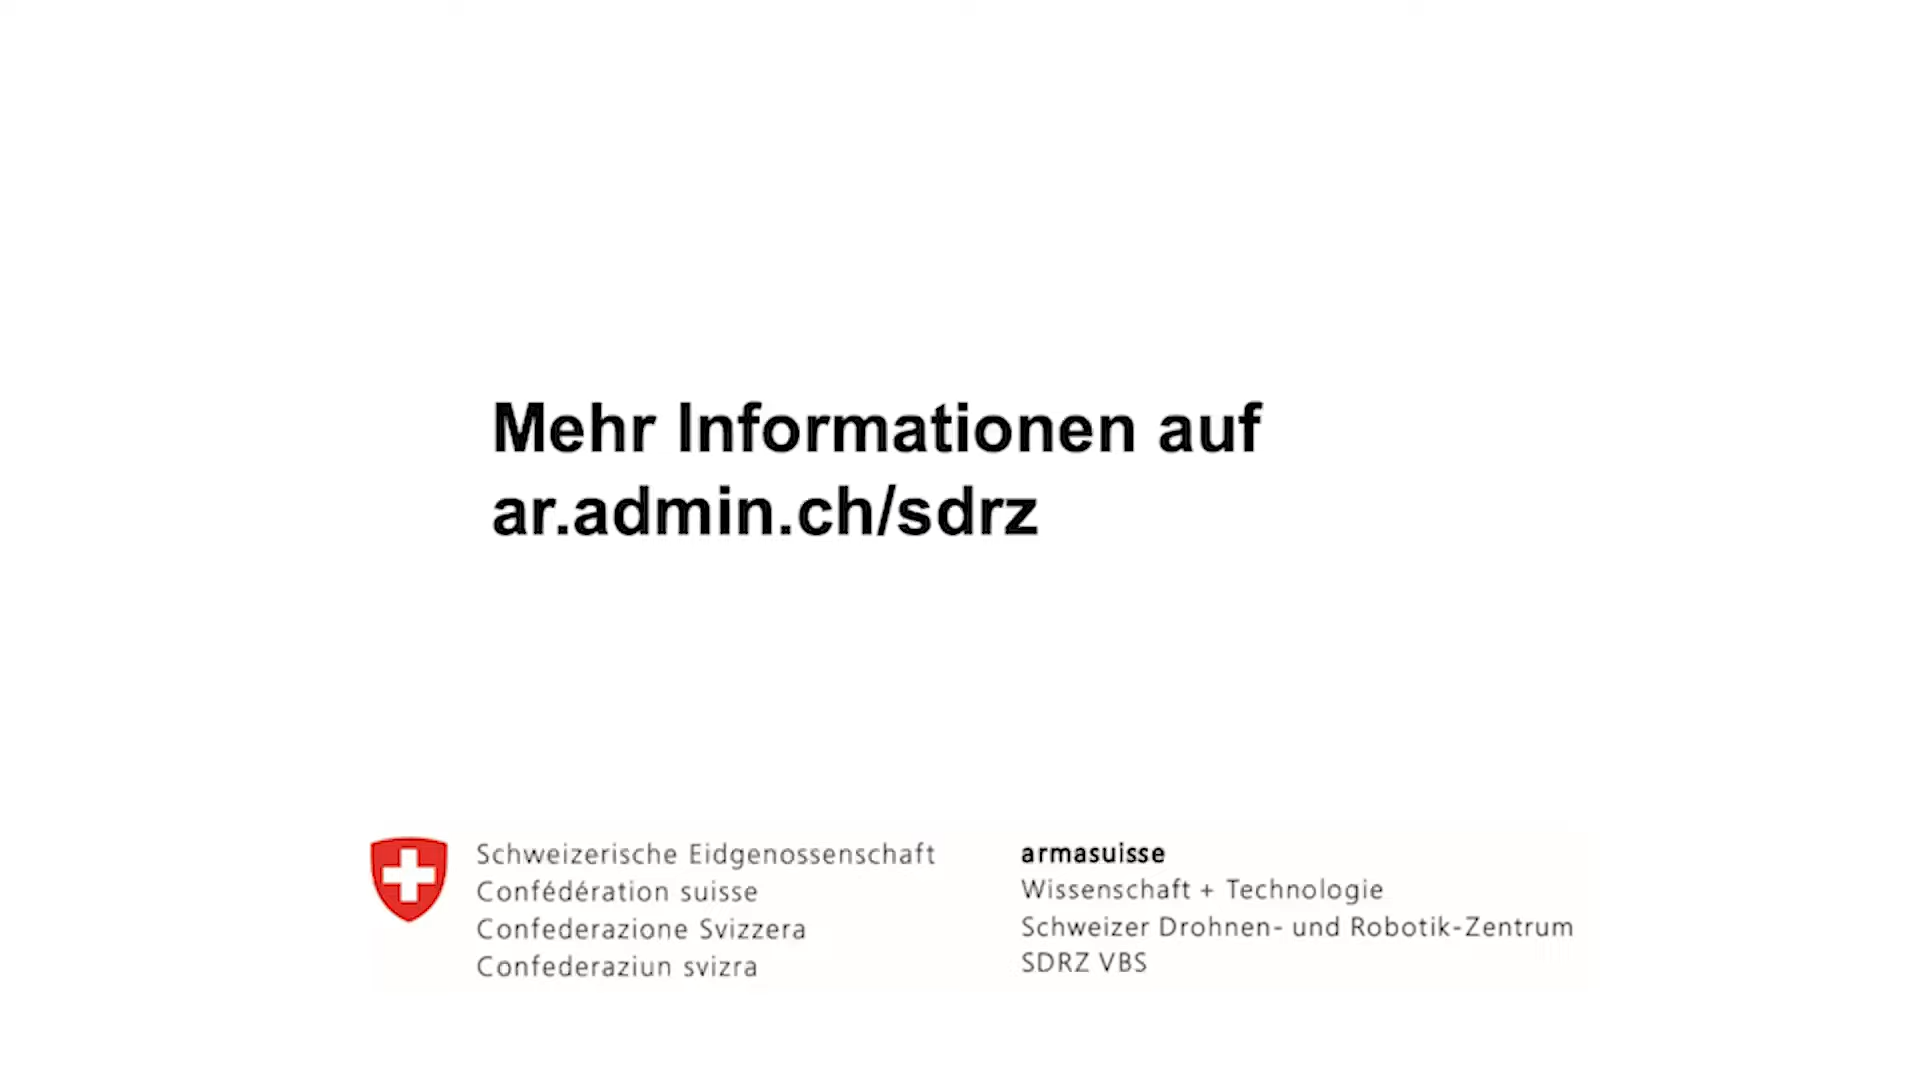 Mehr Informationen auf
ar.admin.ch/sdrz
Schweizerische Eidgenossenschaft
Confédération suisse
Confederazione Svizzera
Confederaziun svizra
armasuisse
Wissenschaft + Technologie
Schweizer Drohnen- und Robotik-Zentrum
SDRZ VBS